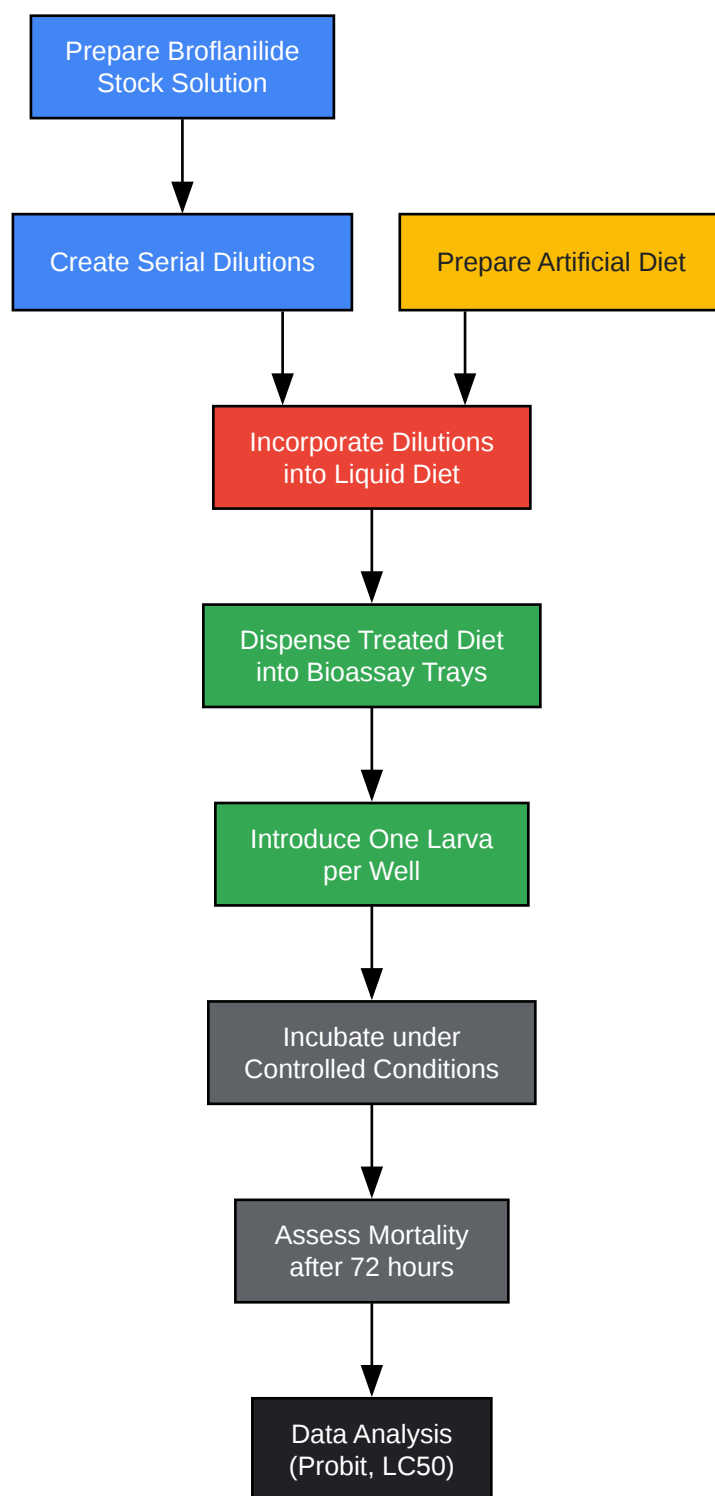 Prepare Broflanilide
Stock Solution
Create Serial Dilutions
Prepare Artificial Diet
Incorporate Dilutions
into Liquid Diet
Dispense Treated Diet
into Bioassay Trays
Introduce One Larva
per Well
Incubate under
Controlled Conditions
Assess Mortality
after 72 hours
Data Analysis
(Probit, LC50)